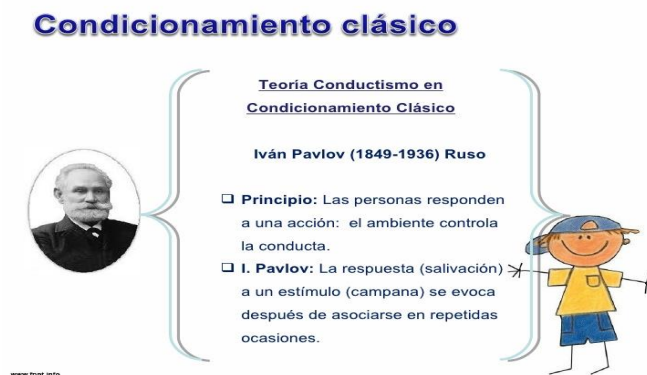 Condicionamiento clásico
Teoría Conductismo en
Condicionamiento Clásico
Iván Pavlov (1849-1936) Ruso
Principio: Las personas responden
a una acción: el ambiente controla
la conducta.
I. Pavlov: La respuesta (salivación)
a un estímulo (campana) se evoca
después de asociarse en repetidas
ocasiones.